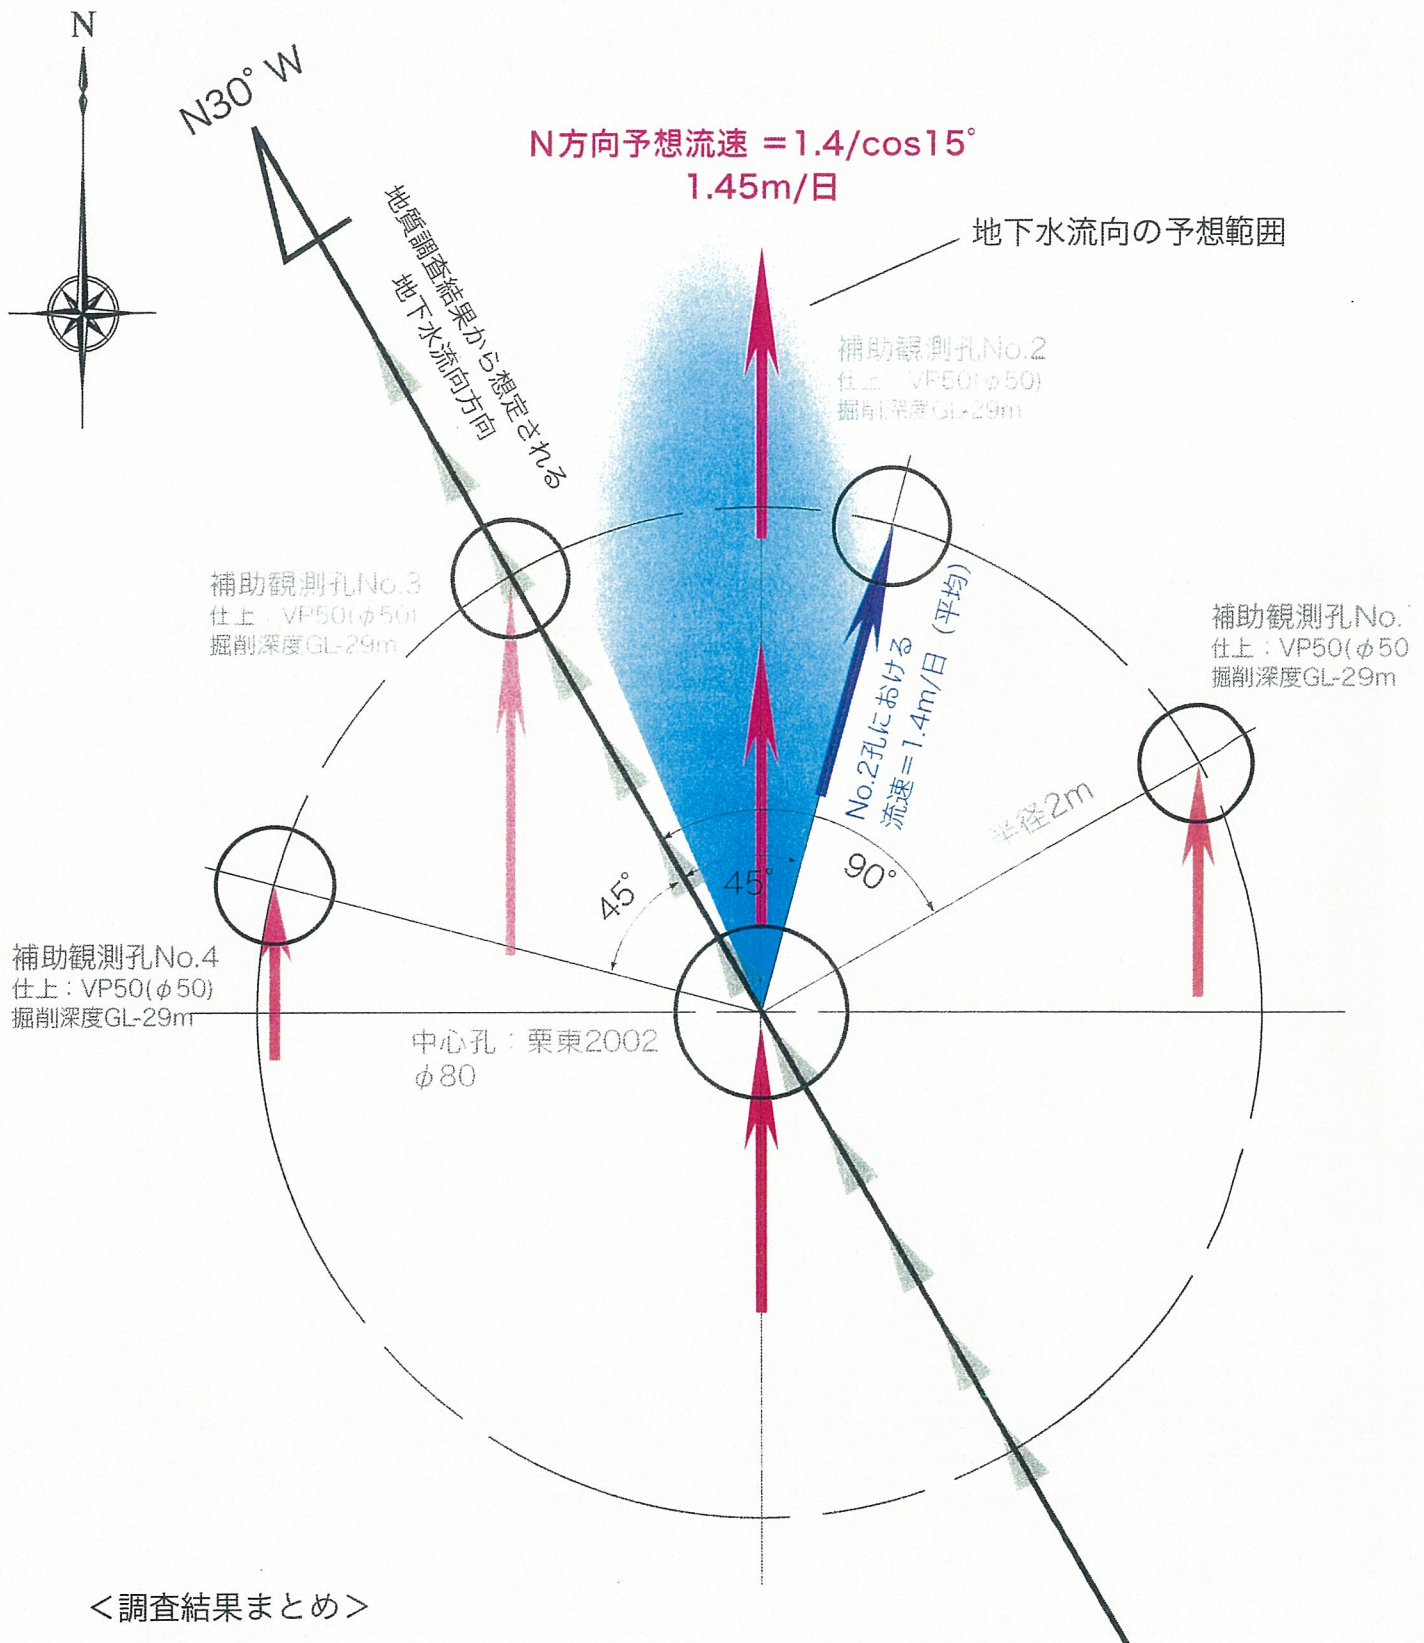 N
N30°W
N方向予想流速 ＝1.4/cos15°
1.45m/日
地下水流向の予想範囲
地質調査結果から想定される
地下水流向方向
補助観測孔No.2
仕上：VP50(φ50)
掘削深度GL-29m
補助観測孔No.3
仕上：VP50(φ50)
掘削深度GL-29m
No.2孔における
流速＝1.4m/日（平均）
補助観測孔No.
仕上：VP50(φ50
掘削深度GL-29m
半径2m
90°
45°
45°
補助観測孔No.4
仕上：VP50(φ50)
掘削深度GL-29m
中心孔：栗東2002
φ80
＜調査結果まとめ＞